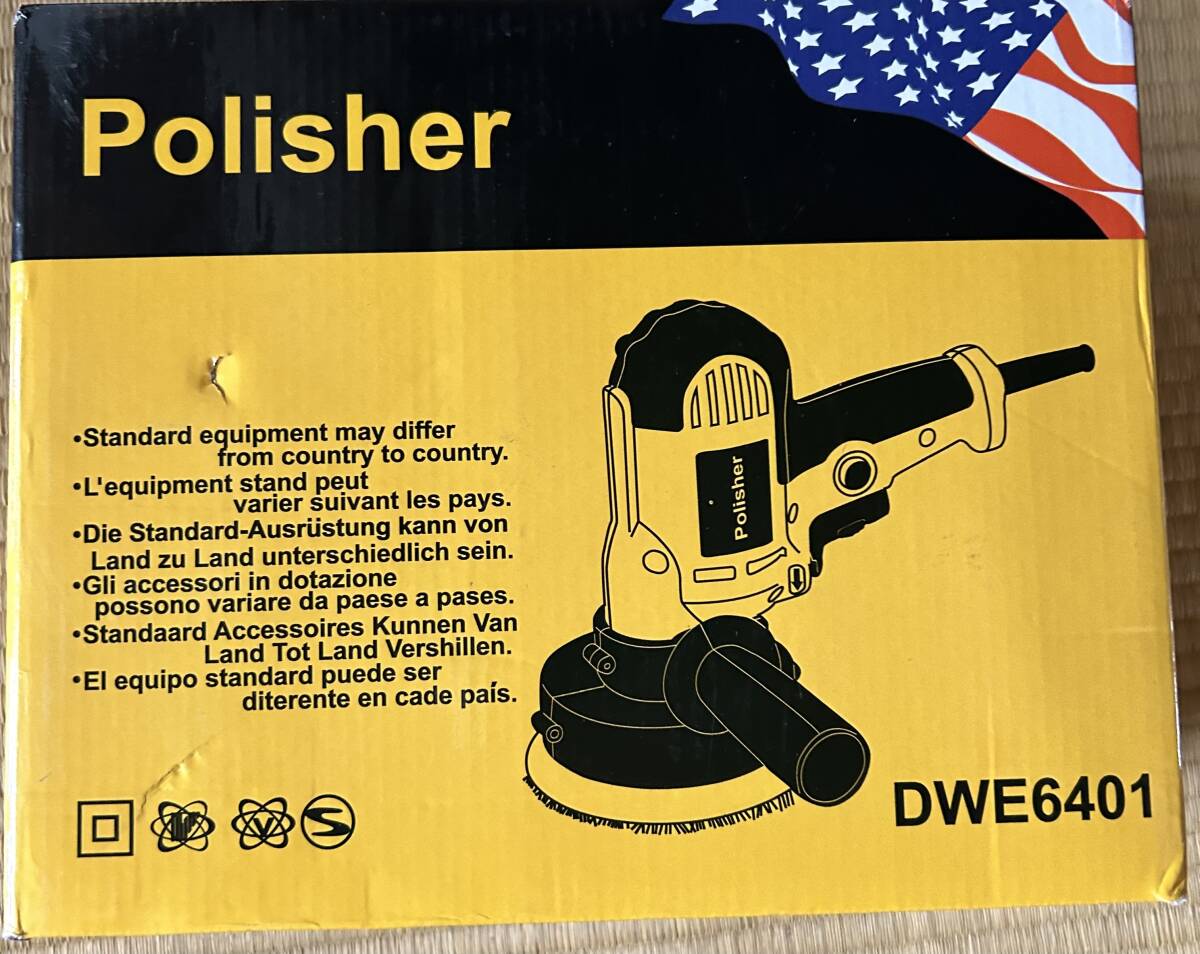 Polisher
•Standard equipment may differ
from country to country.
•L'equipment stand peut
varier suivant les pays.
•Die Standard-Ausrüstung kann von
Land zu Land unterschiedlich sein.
•Gli accessori in dotazione
possono variare da paese a pases.
•Standaard Accessoires Kunnen Van
Land Tot Land Vershillen.
•El equipo standard puede ser
diterente en cade país.
Polisher
DWE6401